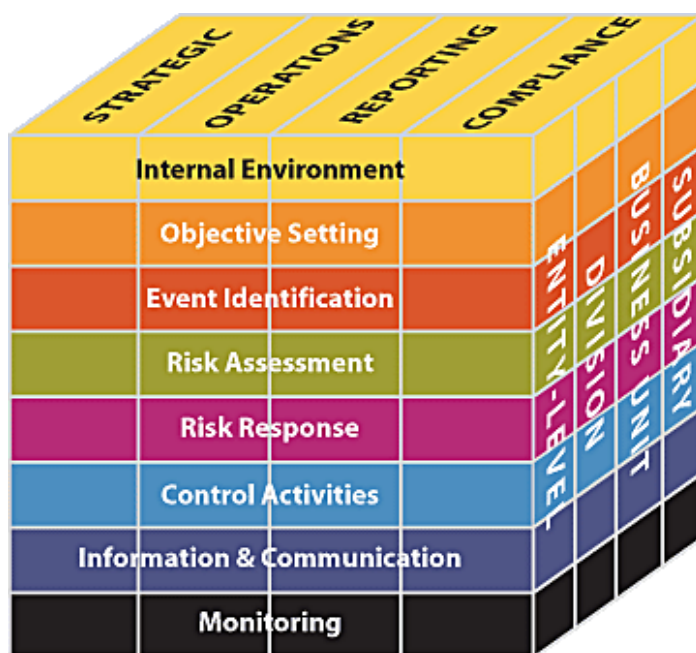 STRATEGIC
OPERATIONS
REPORTING
COMPLIANCE
Internal Environment
Objective Setting
Event Identification
Risk Assessment
Risk Response
Control Activities
Information & Communication
Monitoring
ENTITY-LEVEL
DIVISION
BUSINESS UNIT
SUBSIDIARY